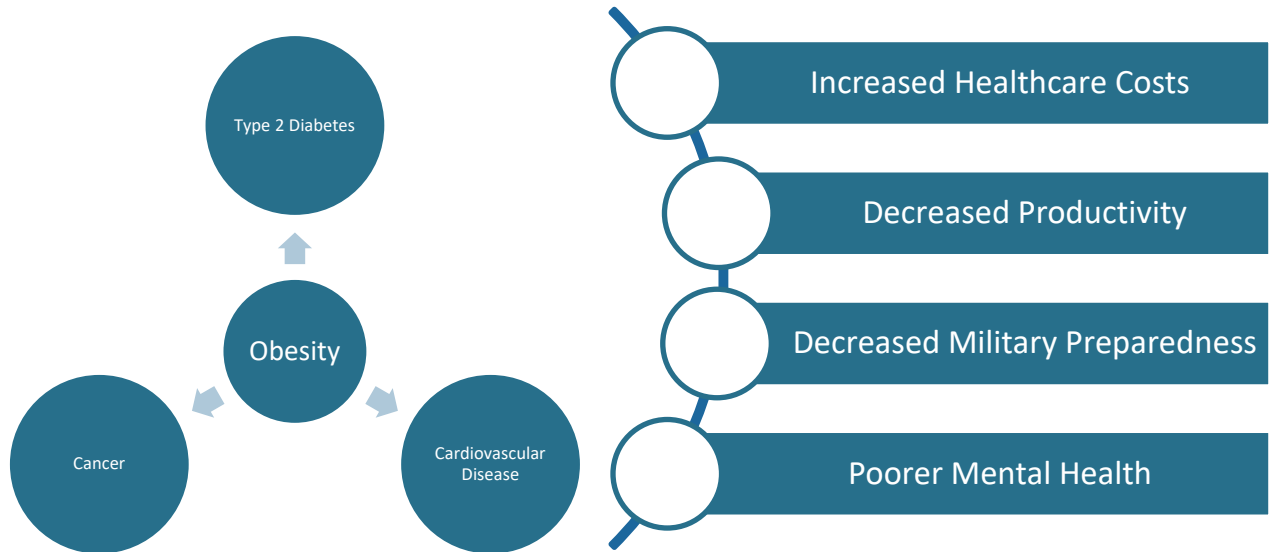 Type 2 Diabetes
Obesity
Cancer
Cardiovascular
Disease
Increased Healthcare Costs
Decreased Productivity
Decreased Military Preparedness
Poorer Mental Health